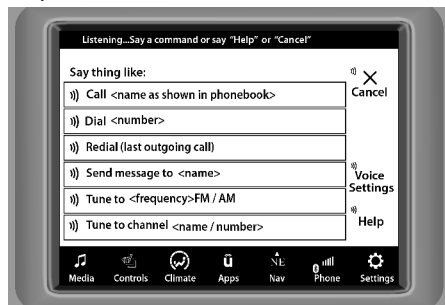 Listening...Say a command or say “Help” or “Cancel”
Say thing like:
Call <name as shown in phonebook>
Dial <number>
Redial (last outgoing call)
Send message to <name>
Tune to <frequency>FM / AM
Tune to channel <name / number>
Cancel
Voice
Settings
Help
NE
Media Controls Climate Apps Nav Phone Settings